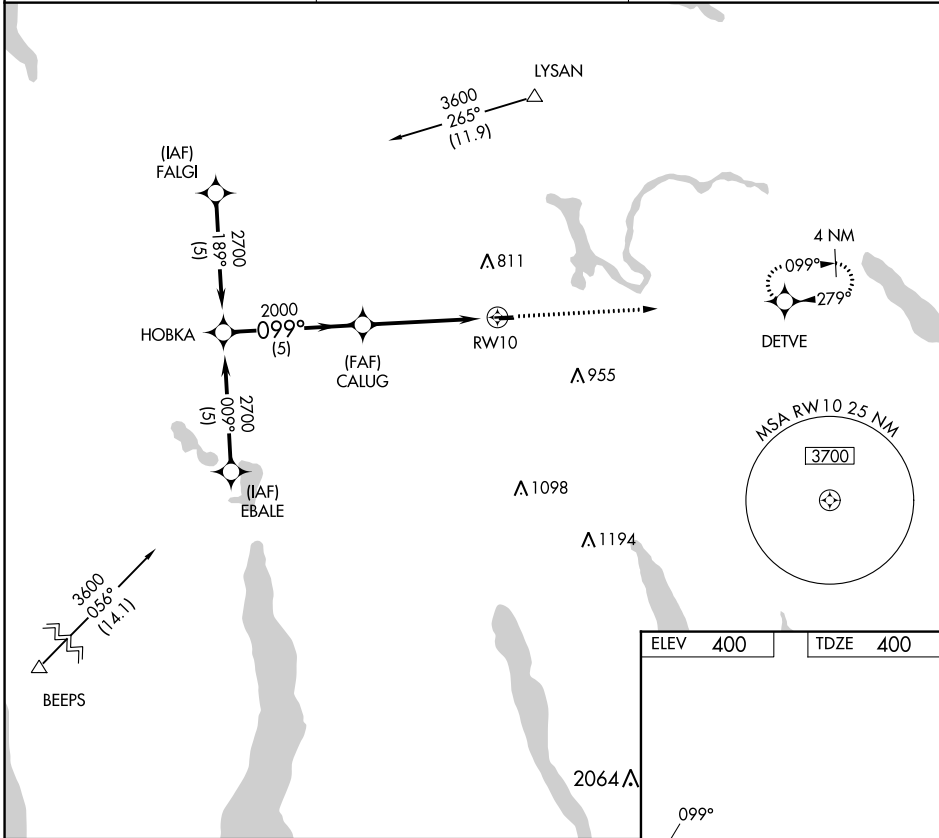 LYSAN
3600
265°
(11.9)
(IAF)
FALGI
2700
189°
(5)
4 NM
099°
279°
DETVE
811
HOBKA
2000
099°
(5)
(FAF)
CALUG
RW10
955
2700
009°
(5)
(IAF)
EBALE
MSA RW10 25 NM
3700
1098
1194
3600
056°
(14.1)
BEEPS
ELEV 400
TDZE 400
2064
099°